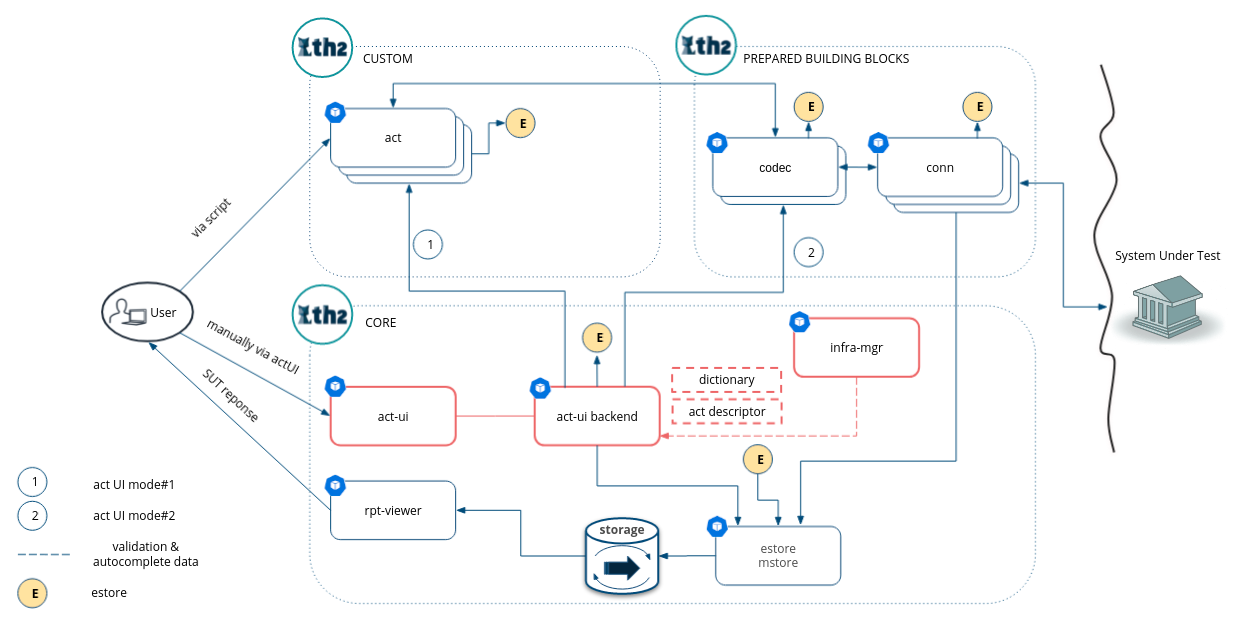 th2
CUSTOM
th2
PREPARED BUILDING BLOCKS
act
E
E
E
codec
conn
via script
1
2
System Under Test
User
th2
CORE
manually via actUI
SUT reponse
E
infra-mgr
dictionary
act descriptor
act-ui
act-ui backend
E
rpt-viewer
storage
estore
mstore
1
act UI mode#1
2
act UI mode#2
validation &
autocomplete data
E
estore